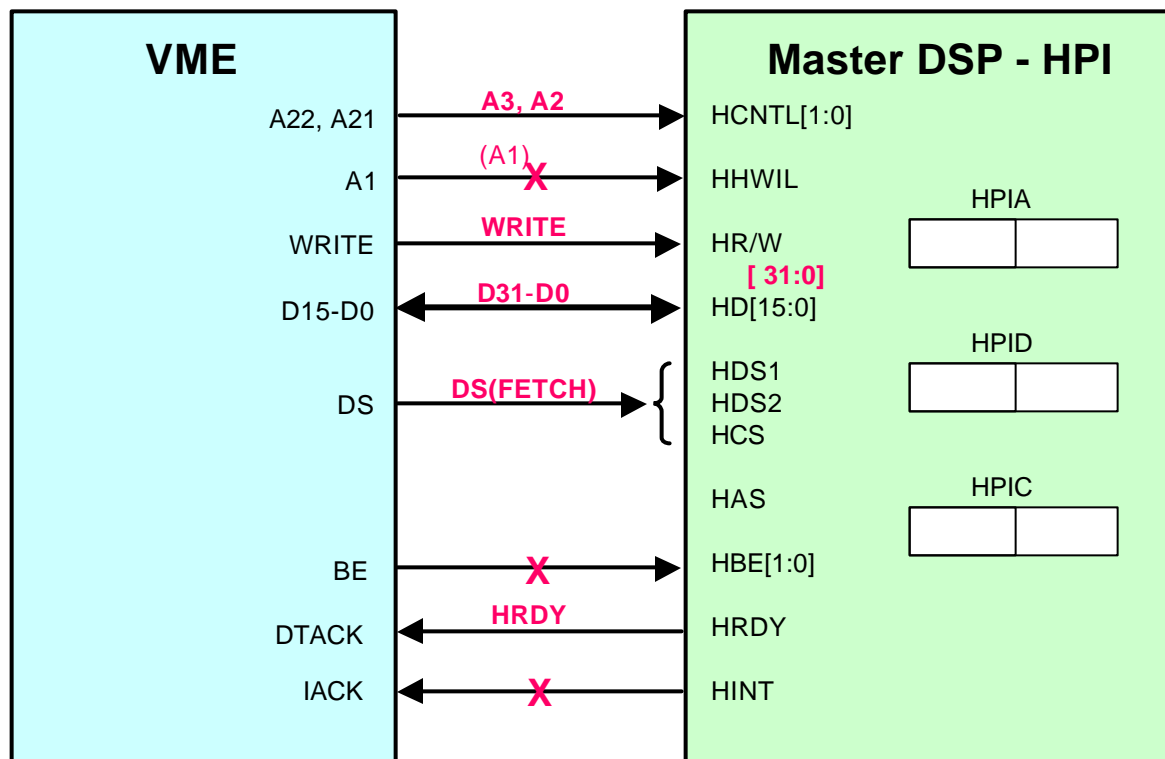 VME
Master DSP - HPI
A22, A21
A3, A2
HCNTL[1:0]
A1
(A1)
X
HHWIL
HPIA
WRITE
WRITE
HR/W
[ 31:0]
D15-D0
D31-D0
HD[15:0]
HPID
DS
DS(FETCH)
HDS1
HDS2
HCS
HAS
HPIC
BE
X
HBE[1:0]
DTACK
HRDY
HRDY
IACK
X
HINT